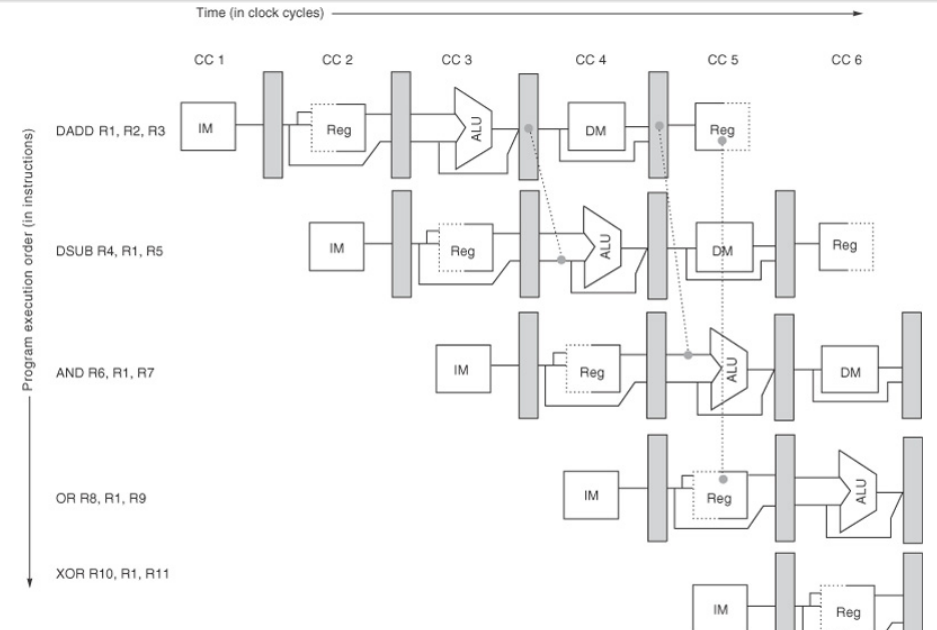 Time (in clock cycles)
CC 1 CC 2 CC 3 CC 4 CC 5 CC 6
Program execution order (in instructions)
DADD R1, R2, R3 IM Reg ALU DM Reg
DSUB R4, R1, R5 IM Reg ALU DM Reg
AND R6, R1, R7 IM Reg ALU DM
OR R8, R1, R9 IM Reg ALU
XOR R10, R1, R11
IM Reg